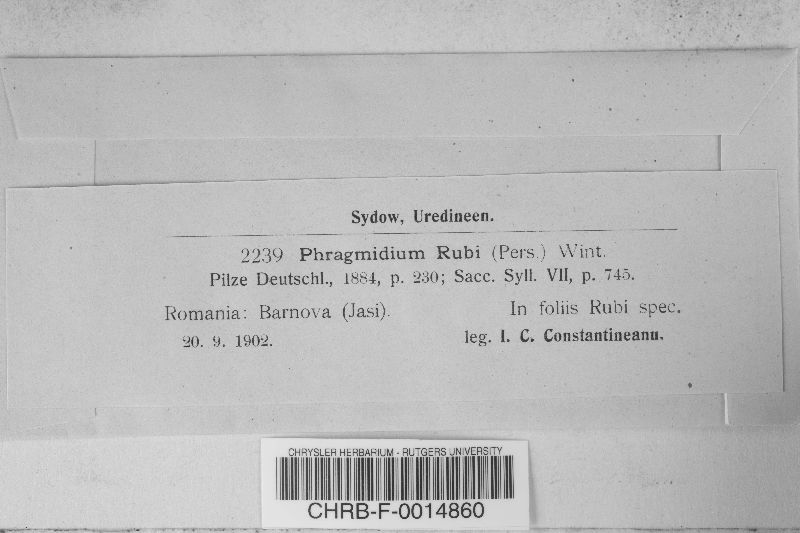 Sydow, Uredineen.
2239 Phragmidium Rubi (Pers.) Wint.
Pilze Deutschl., 1884, p. 230; Sacc. Syll. VII, p. 745.
Romania: Barnova (Jasi). In foliis Rubi spec.
20. 9. 1902. leg. I. C. Constantineanu.
CHRYSLER HERBARIUM - RUTGERS UNIVERSITY
CHRB-F-0014860